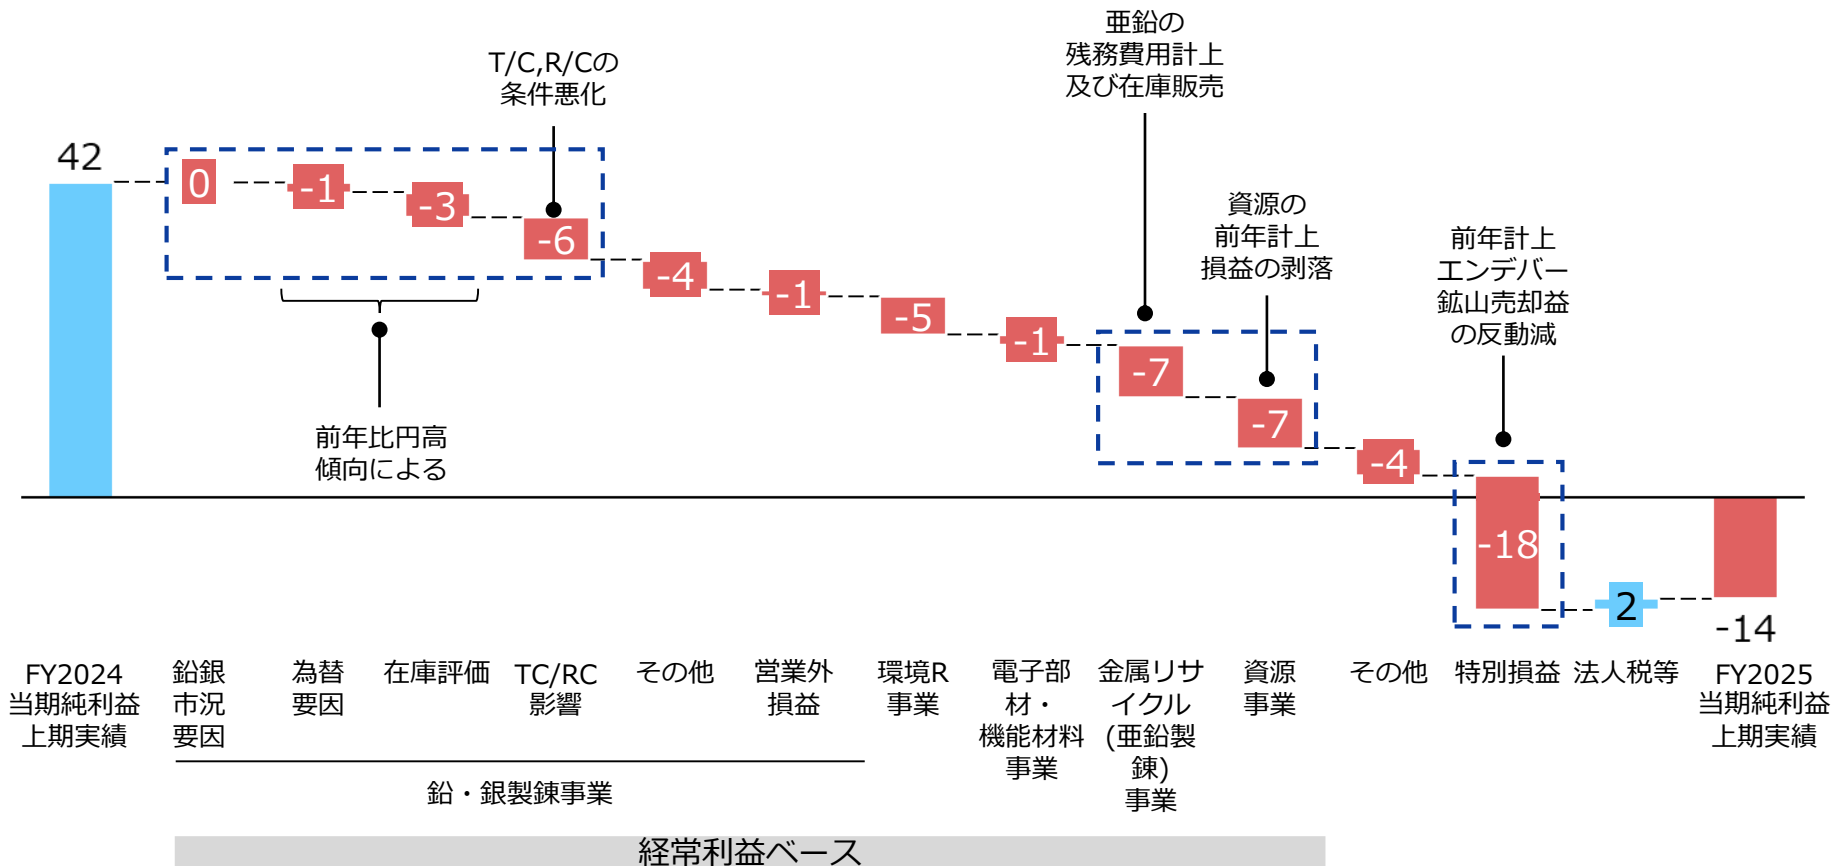 亜鉛の
残務費用計上
及び在庫販売
T/C,R/Cの
条件悪化
資源の
前年計上
損益の剥落
前年計上
エンデバー
鉱山売却益
の反動減
42
0
-1
-3
-6
-4
-1
-5
-1
-7
-7
-4
-18
2
-14
前年比円高
傾向による
FY2024
当期純利益
上期実績
鉛銀
市況
要因
為替
要因
在庫評価
TC/RC
影響
その他
営業外
損益
環境R
事業
電子部
材・
機能材料
事業
金属リサ
イクル
(亜鉛製
錬)
事業
資源
事業
その他
特別損益
法人税等
FY2025
当期純利益
上期実績
鉛・銀製錬事業
経常利益ベース